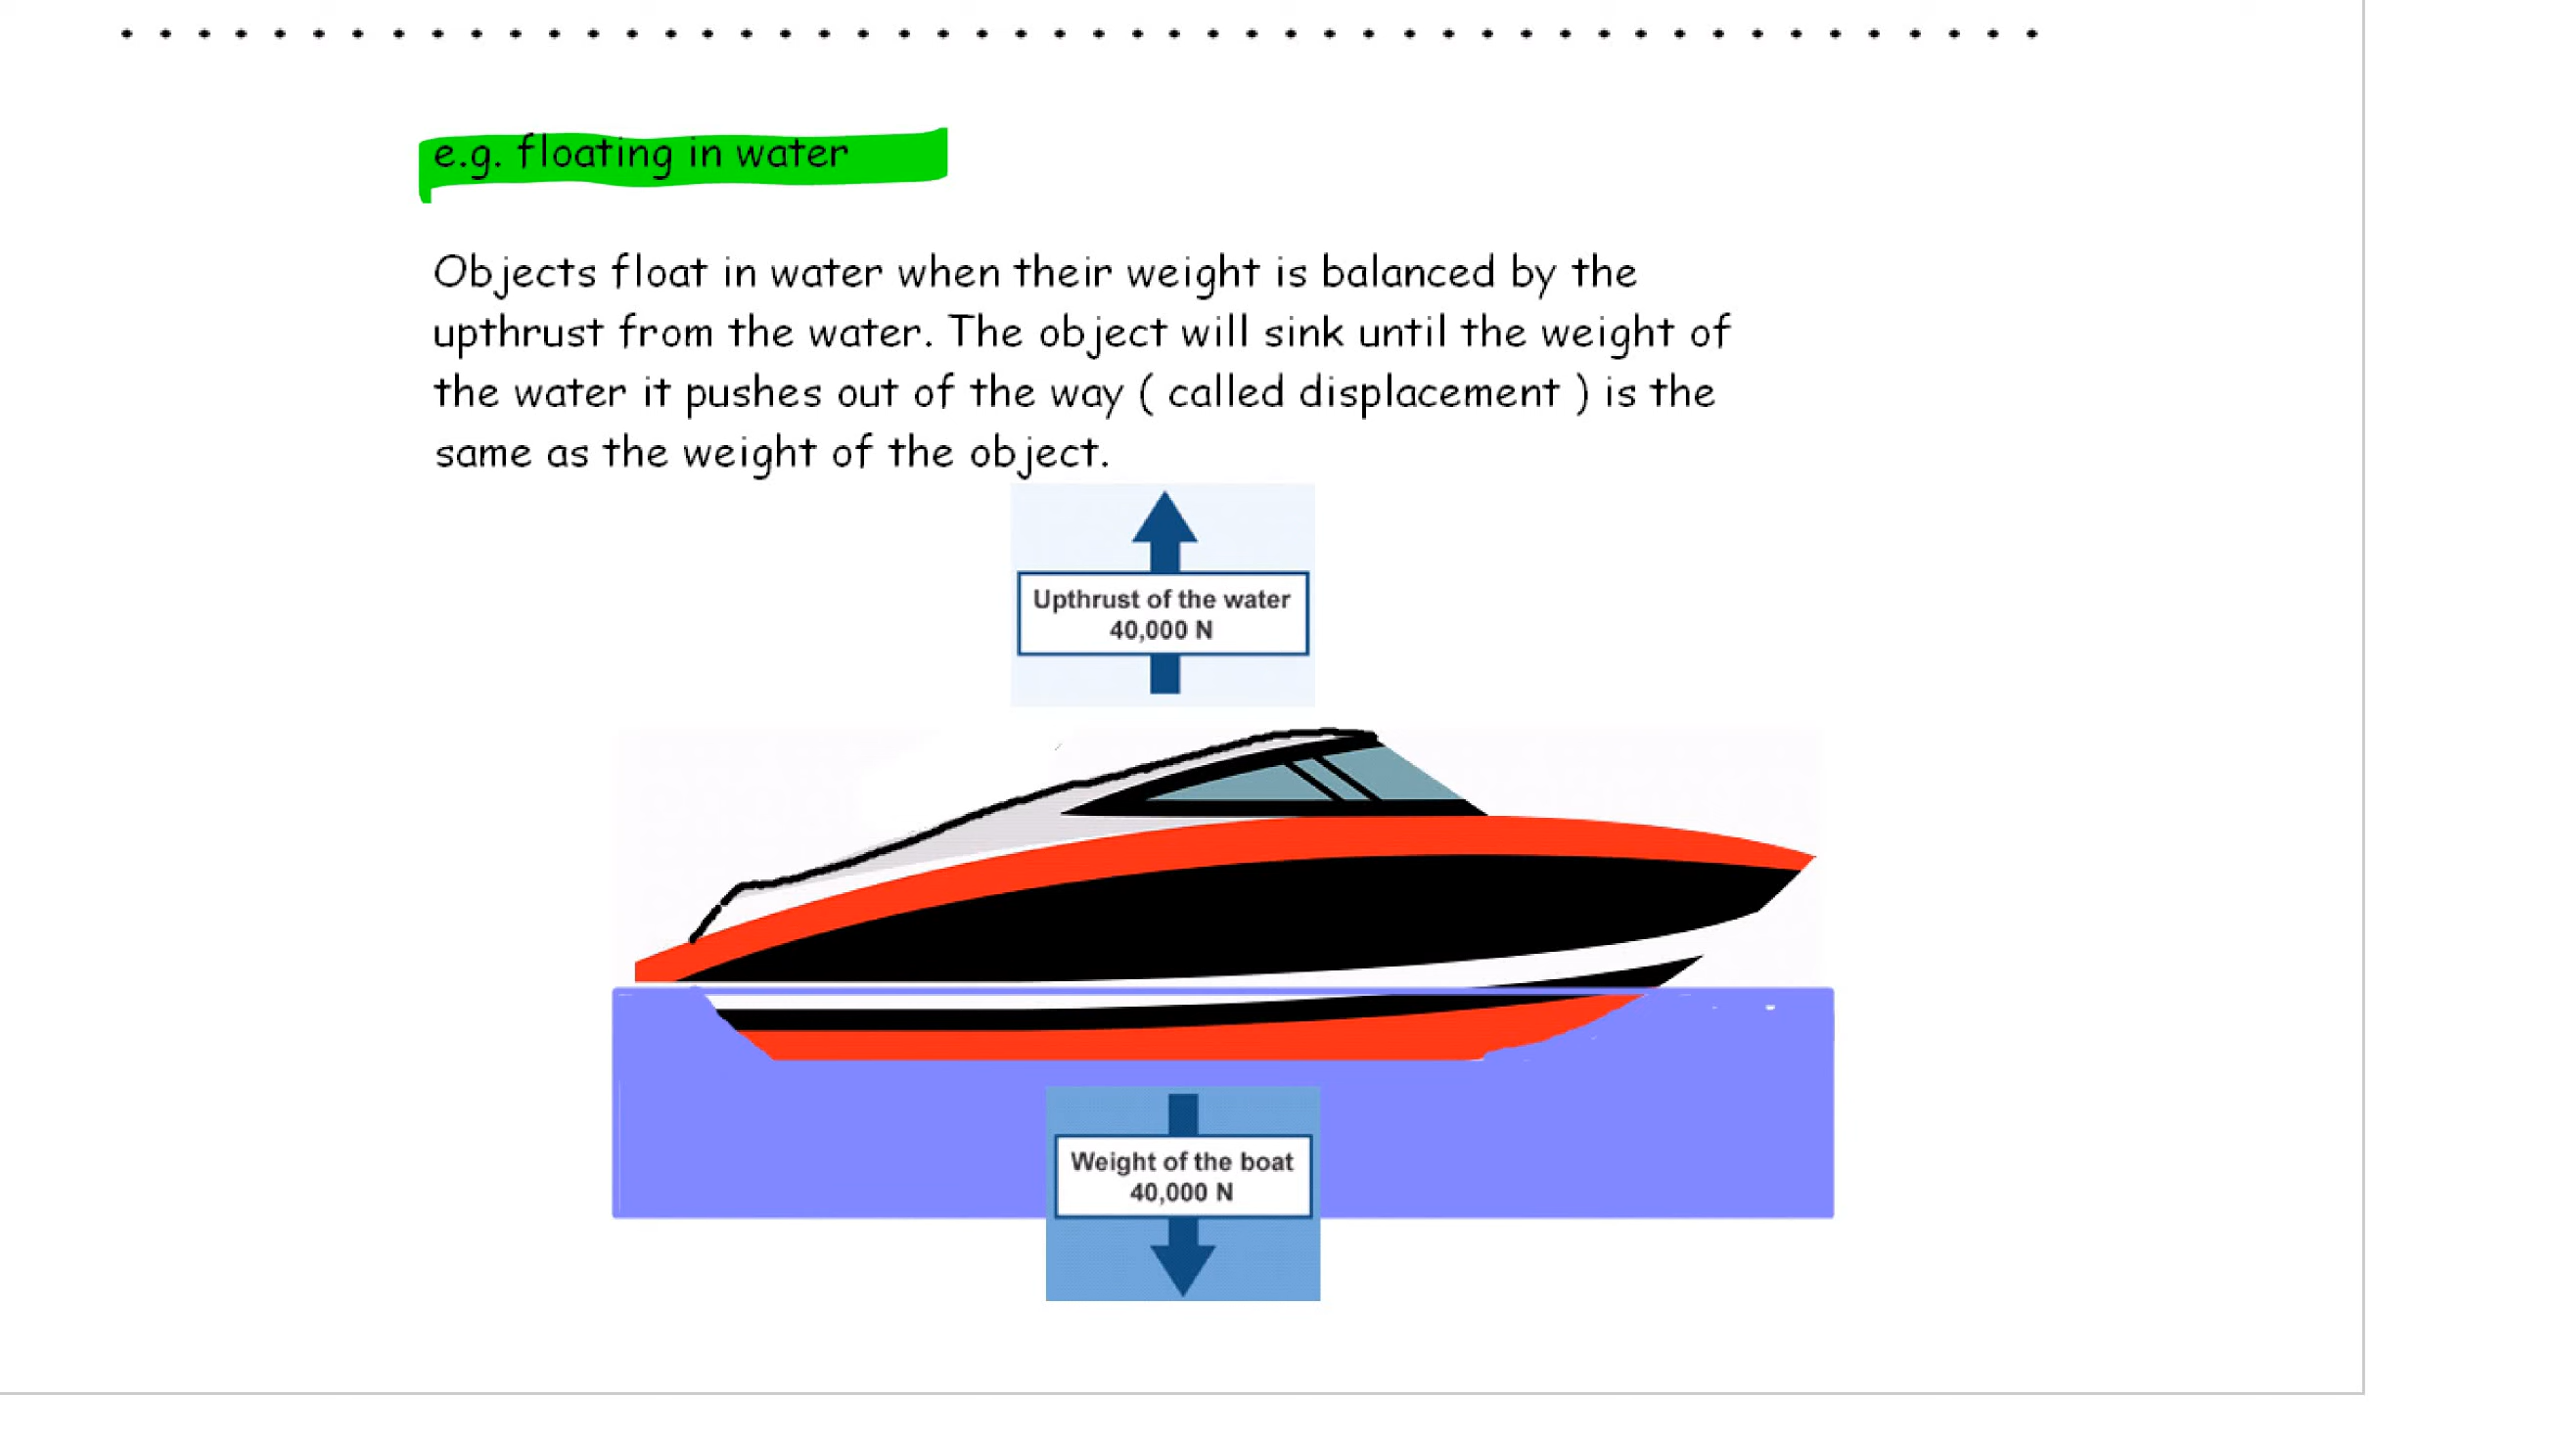 e.g. floating in water
Objects float in water when their weight is balanced by the
upthrust from the water. The object will sink until the weight of
the water it pushes out of the way ( called displacement ) is the
same as the weight of the object.
Upthrust of the water
40,000 N
Weight of the boat
40,000 N